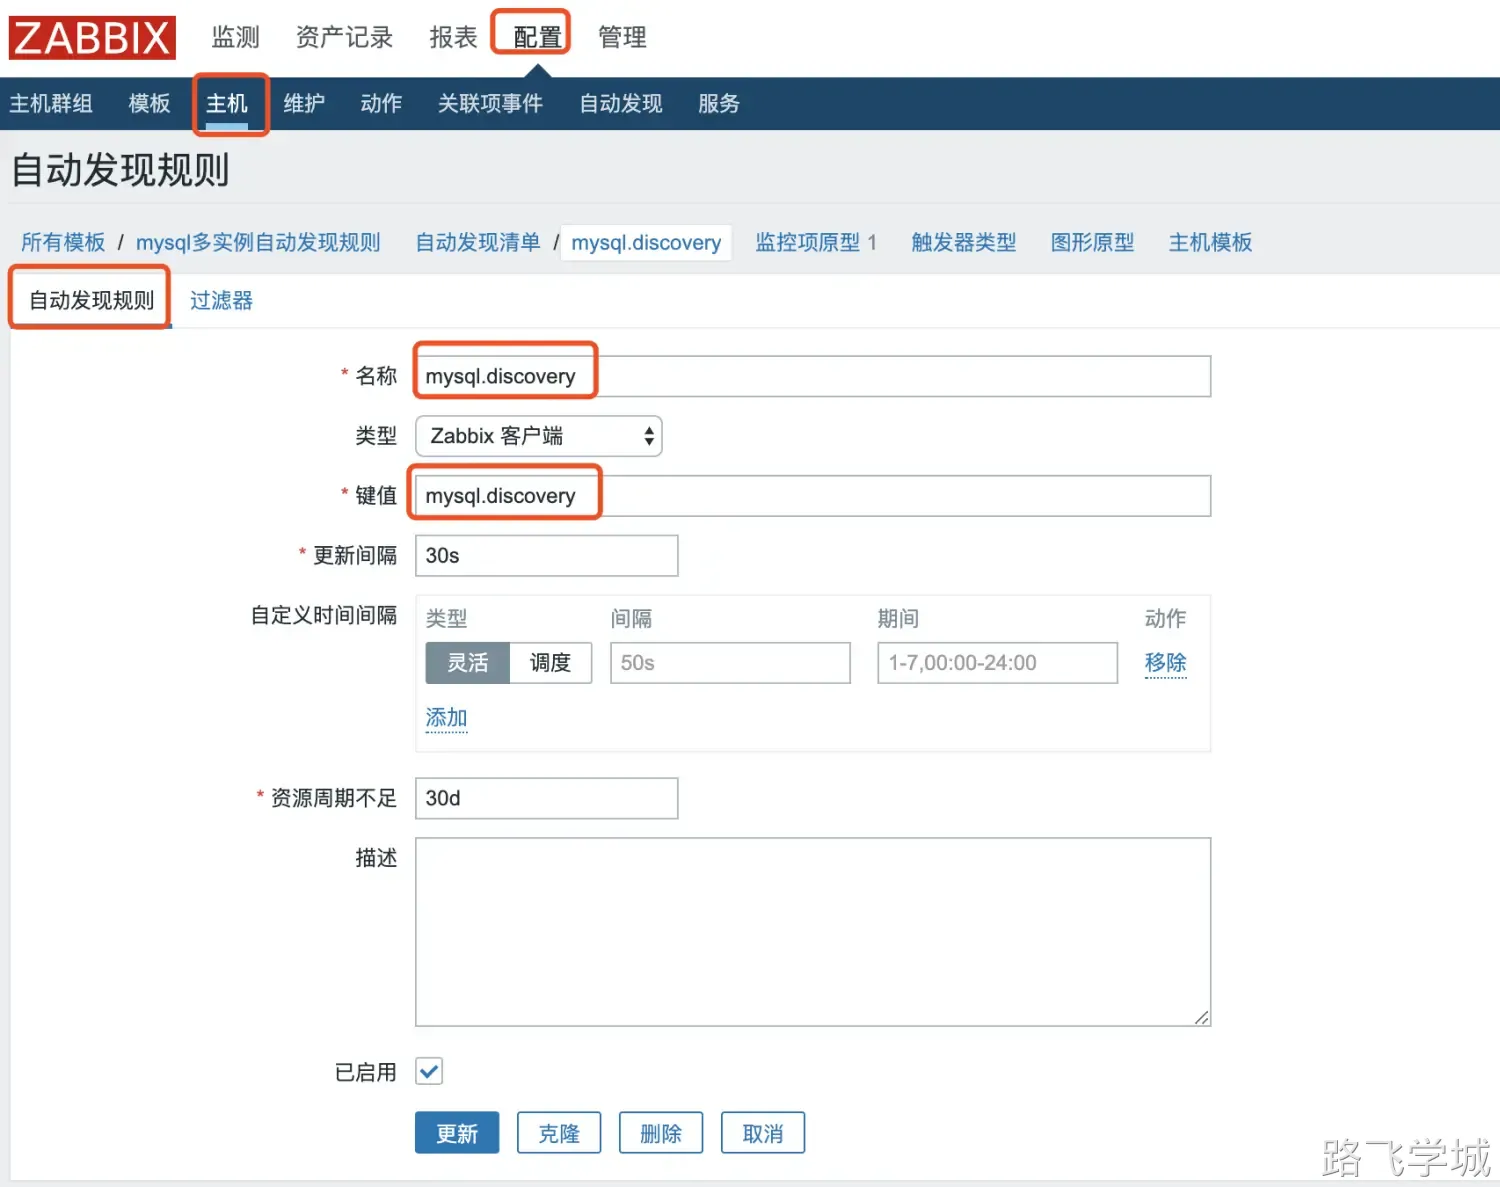 ZABBIX 监测 资产记录 报表 配置 管理
主机群组 模板 主机 维护 动作 关联项事件 自动发现 服务
自动发现规则
所有模板 / mysql多实例自动发现规则 自动发现清单 / mysql.discovery 监控项原型 1 触发器类型 图形原型 主机模板
自动发现规则 过滤器
* 名称 mysql.discovery
类型 Zabbix 客户端
* 键值 mysql.discovery
* 更新间隔 30s
自定义时间间隔 类型 间隔 期间 动作
灵活 调度 50s 1-7,00:00-24:00 移除
添加
* 资源周期不足 30d
描述
已启用
更新 克隆 删除 取消
路飞学城